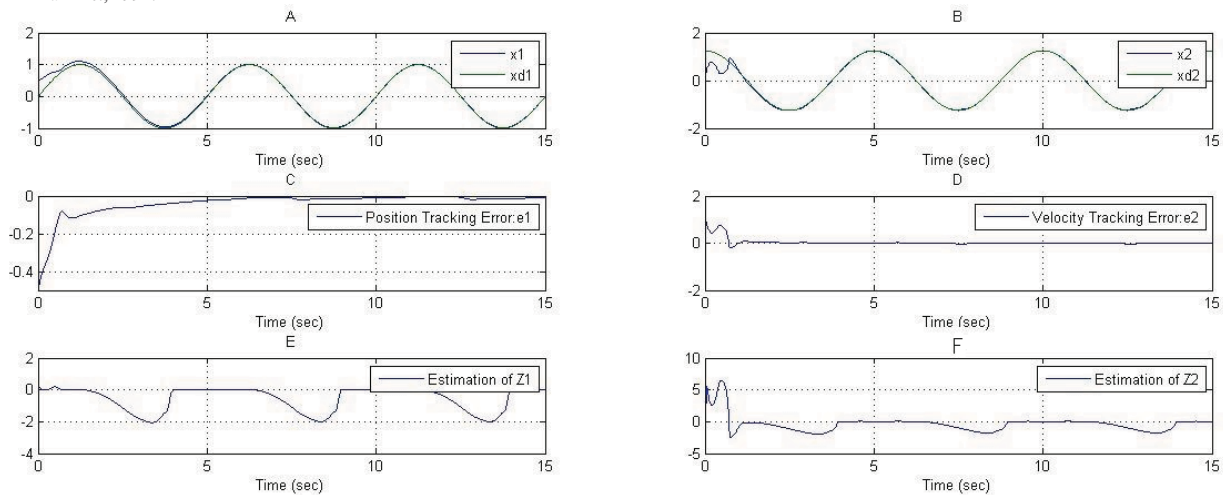 A
2
1
0
-1
x1
xd1
0
5
10
15
Time (sec)
B
2
0
-2
x2
xd2
0
5
10
15
Time (sec)
C
0
-0.2
-0.4
Position Tracking Error:e1
0
5
10
15
Time (sec)
D
2
0
-2
Velocity Tracking Error:e2
0
5
10
15
Time (sec)
E
2
0
-2
-4
Estimation of Z1
0
5
10
15
Time (sec)
F
10
5
0
-5
Estimation of Z2
0
5
10
15
Time (sec)